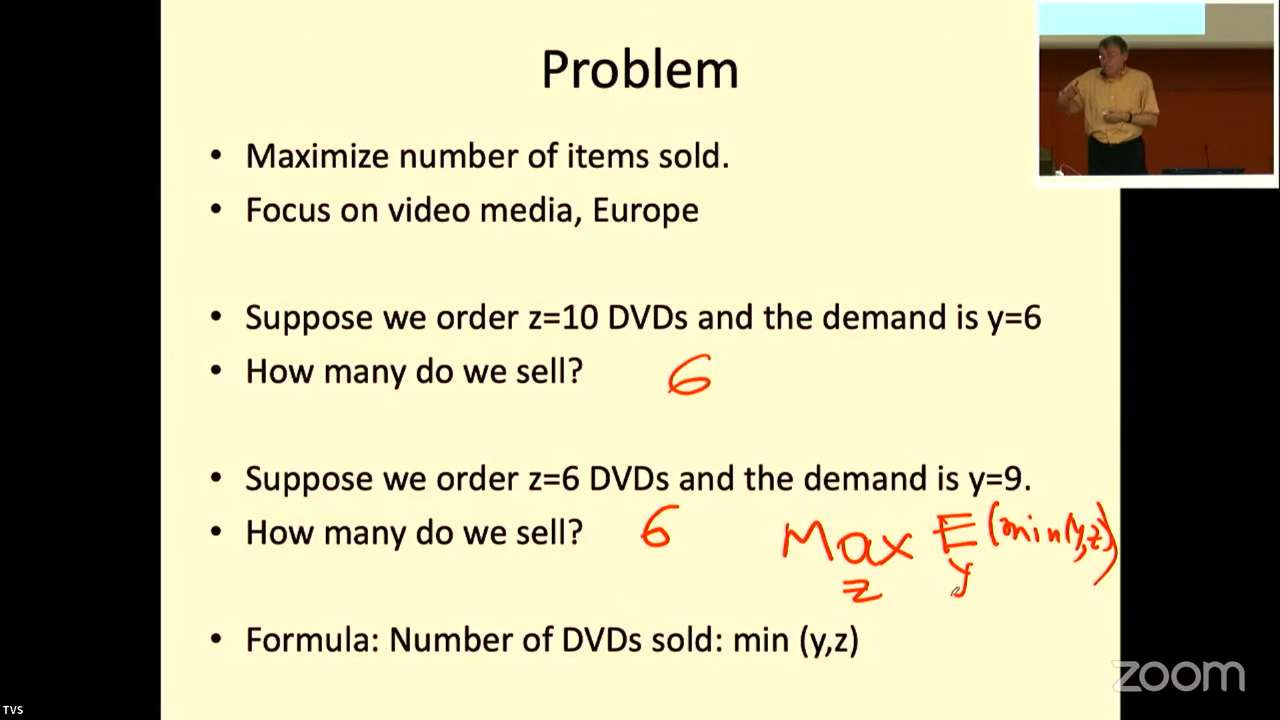 Problem
• Maximize number of items sold.
• Focus on video media, Europe
• Suppose we order z=10 DVDs and the demand is y=6
• How many do we sell? 6
• Suppose we order z=6 DVDs and the demand is y=9.
• How many do we sell? 6
Max E (min(y,z))
z y
• Formula: Number of DVDs sold: min (y,z)
zoom
TVS